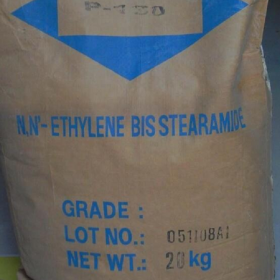 P-130
N,N'- ETHYLENE BIS STEARAMIDE
GRADE :
LOT NO.: 051108A1
NET WT.: 20 kg